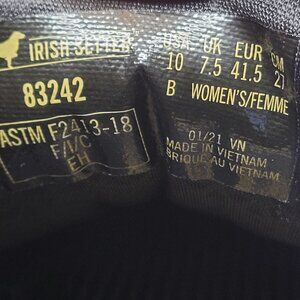 IRISH SETTER
83242
ASTM F2413-18
F/I/C
EH
USA UK EUR CM
10 7.5 41.5 27
B WOMEN'S/FEMME
01/21 VN
MADE IN VIETNAM
BRIQUE AU VIETNAM